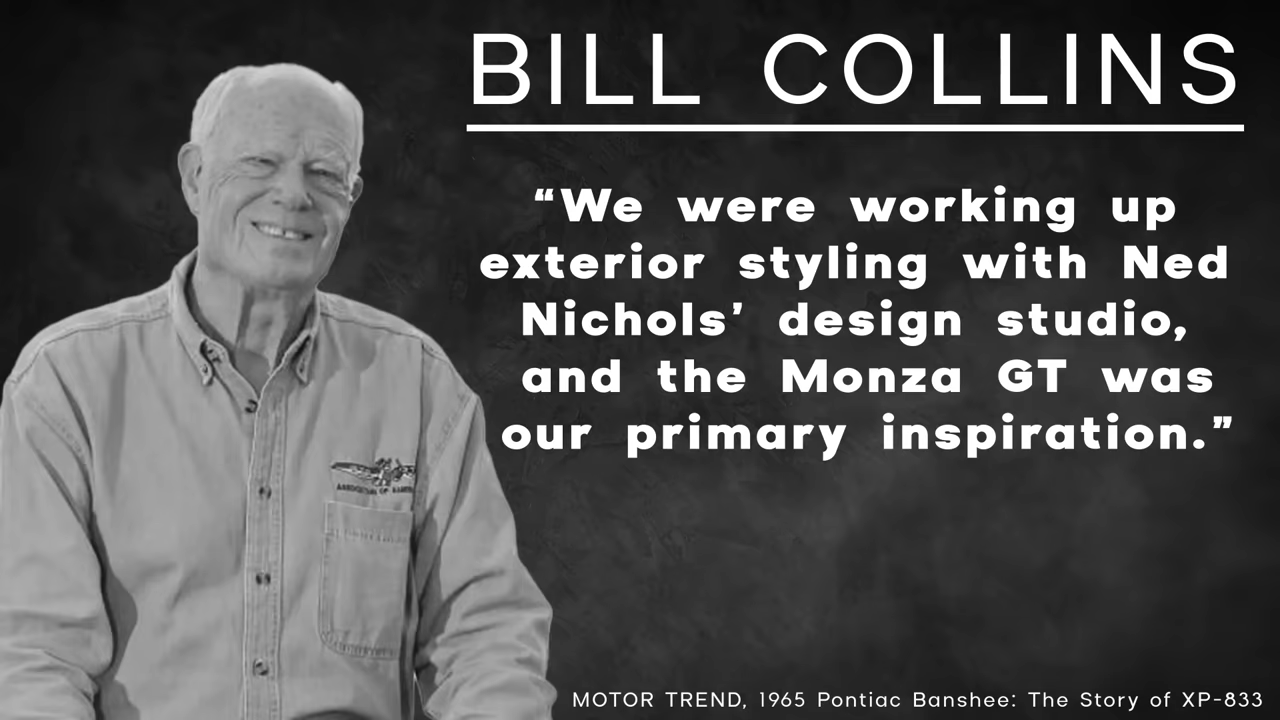 BILL COLLINS
“We were working up
exterior styling with Ned
Nichols’ design studio,
and the Monza GT was
our primary inspiration.”
MOTOR TREND, 1965 Pontiac Banshee: The Story of XP-833